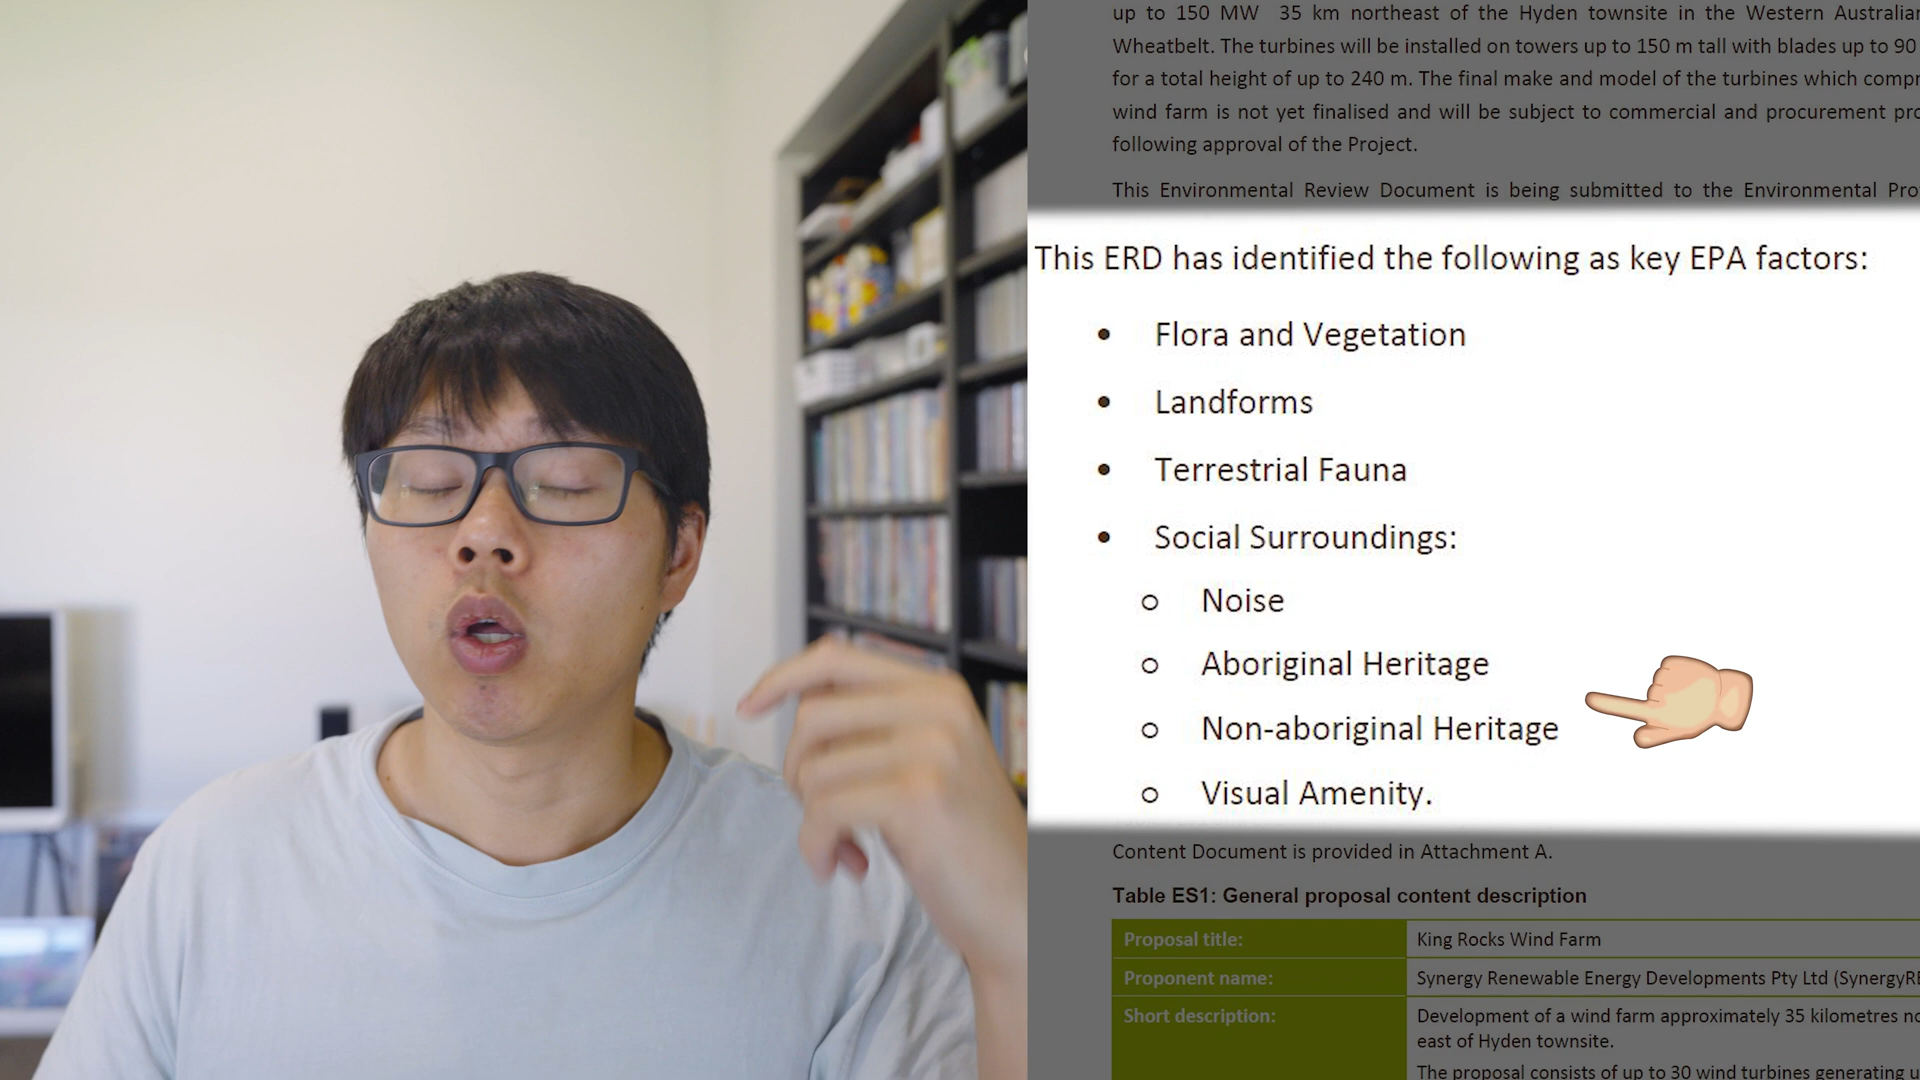 up to 150 MW 35 km northeast of the Hyden townsite in the Western Australian
Wheatbelt. The turbines will be installed on towers up to 150 m tall with blades up to 90
for a total height of up to 240 m. The final make and model of the turbines which
wind farm is not yet finalised and will be subject to commercial and procurement
following approval of the Project.
This Environmental Review Document is being submitted to the Environmental
This ERD has identified the following as key EPA factors:
• Flora and Vegetation
• Landforms
• Terrestrial Fauna
• Social Surroundings:
o Noise
o Aboriginal Heritage
o Non-aboriginal Heritage
o Visual Amenity.
Content Document is provided in Attachment A.
Table ES1: General proposal content description
Proposal title: King Rocks Wind Farm
Proponent name: Synergy Renewable Energy Developments Pty Ltd
Short description: Development of a wind farm approximately 35 kilometres
east of Hyden townsite.
The proposal consists of up to 30 wind turbines generating